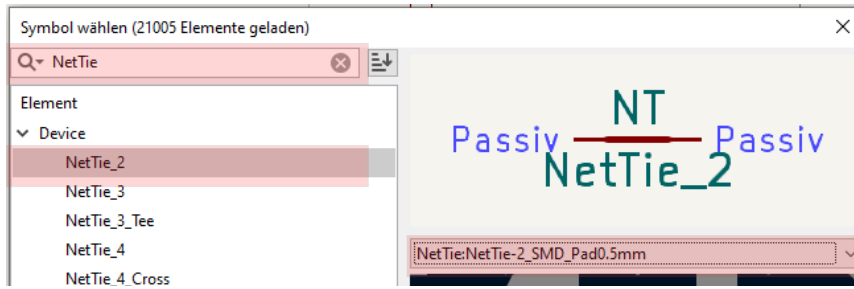 Symbol wählen (21005 Elemente geladen)
NetTie
Element
Device
NetTie_2
NetTie_3
NetTie_3_Tee
NetTie_4
NetTie_4_Cross
NT
Passiv Passiv
NetTie_2
NetTie:NetTie-2_SMD_Pad0.5mm